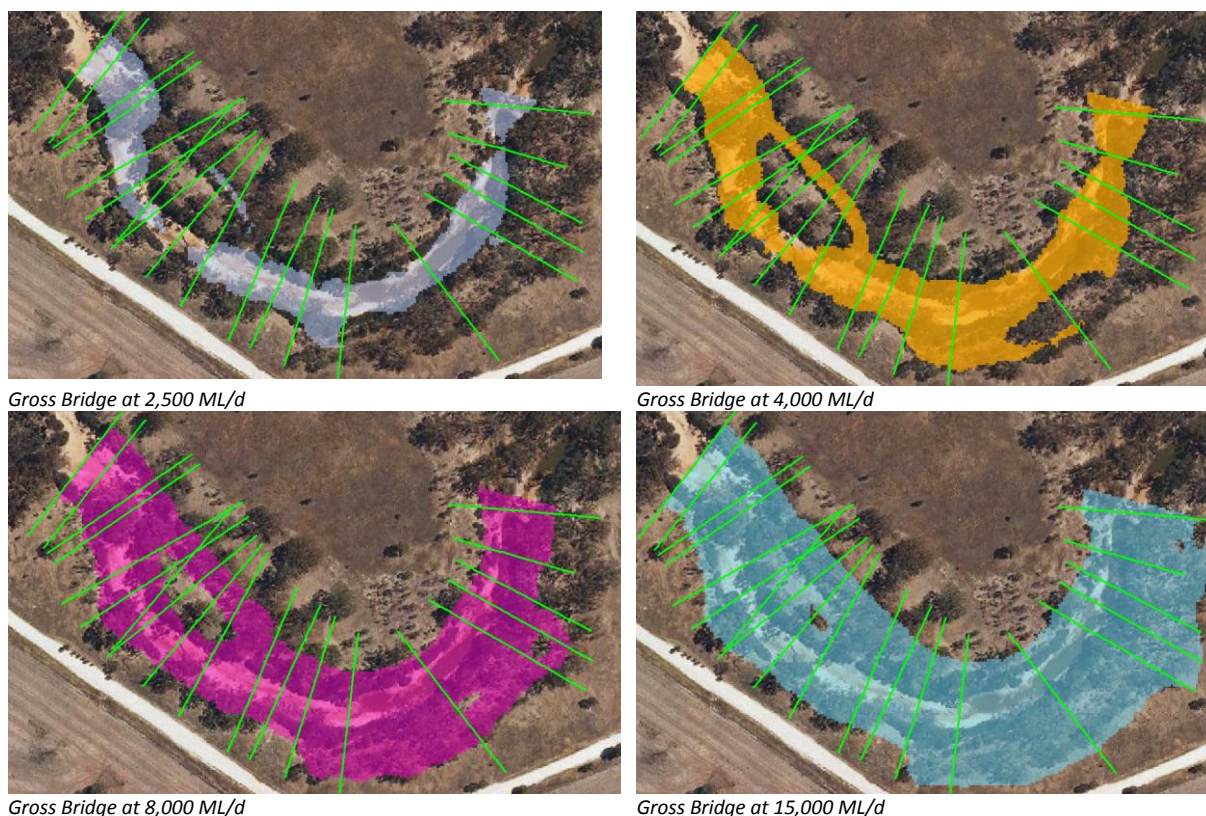 Gross Bridge at 2,500 ML/d
Gross Bridge at 4,000 ML/d
Gross Bridge at 8,000 ML/d
Gross Bridge at 15,000 ML/d